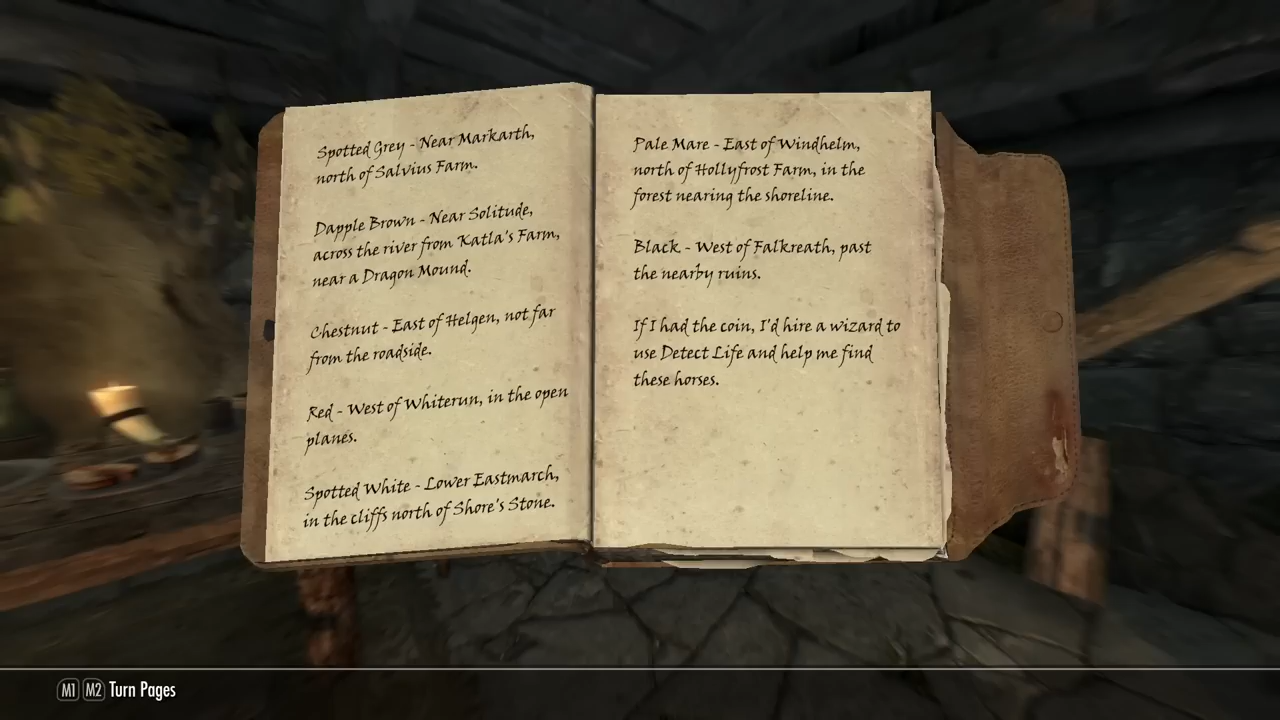 Spotted Grey - Near Markarth,
north of Salvius Farm.
Dapple Brown - Near Solitude,
across the river from Katla's Farm,
near a Dragon Mound.
Chestnut - East of Helgen, not far
from the roadside.
Red - West of Whiterun, in the open
planes.
Spotted White - Lower Eastmarch,
in the cliffs north of Shore's Stone.
Pale Mare - East of Windhelm,
north of Hollyfrost Farm, in the
forest nearing the shoreline.
Black - West of Falkreath, past
the nearby ruins.
If I had the coin, I'd hire a wizard to
use Detect Life and help me find
these horses.
M1 M2 Turn Pages